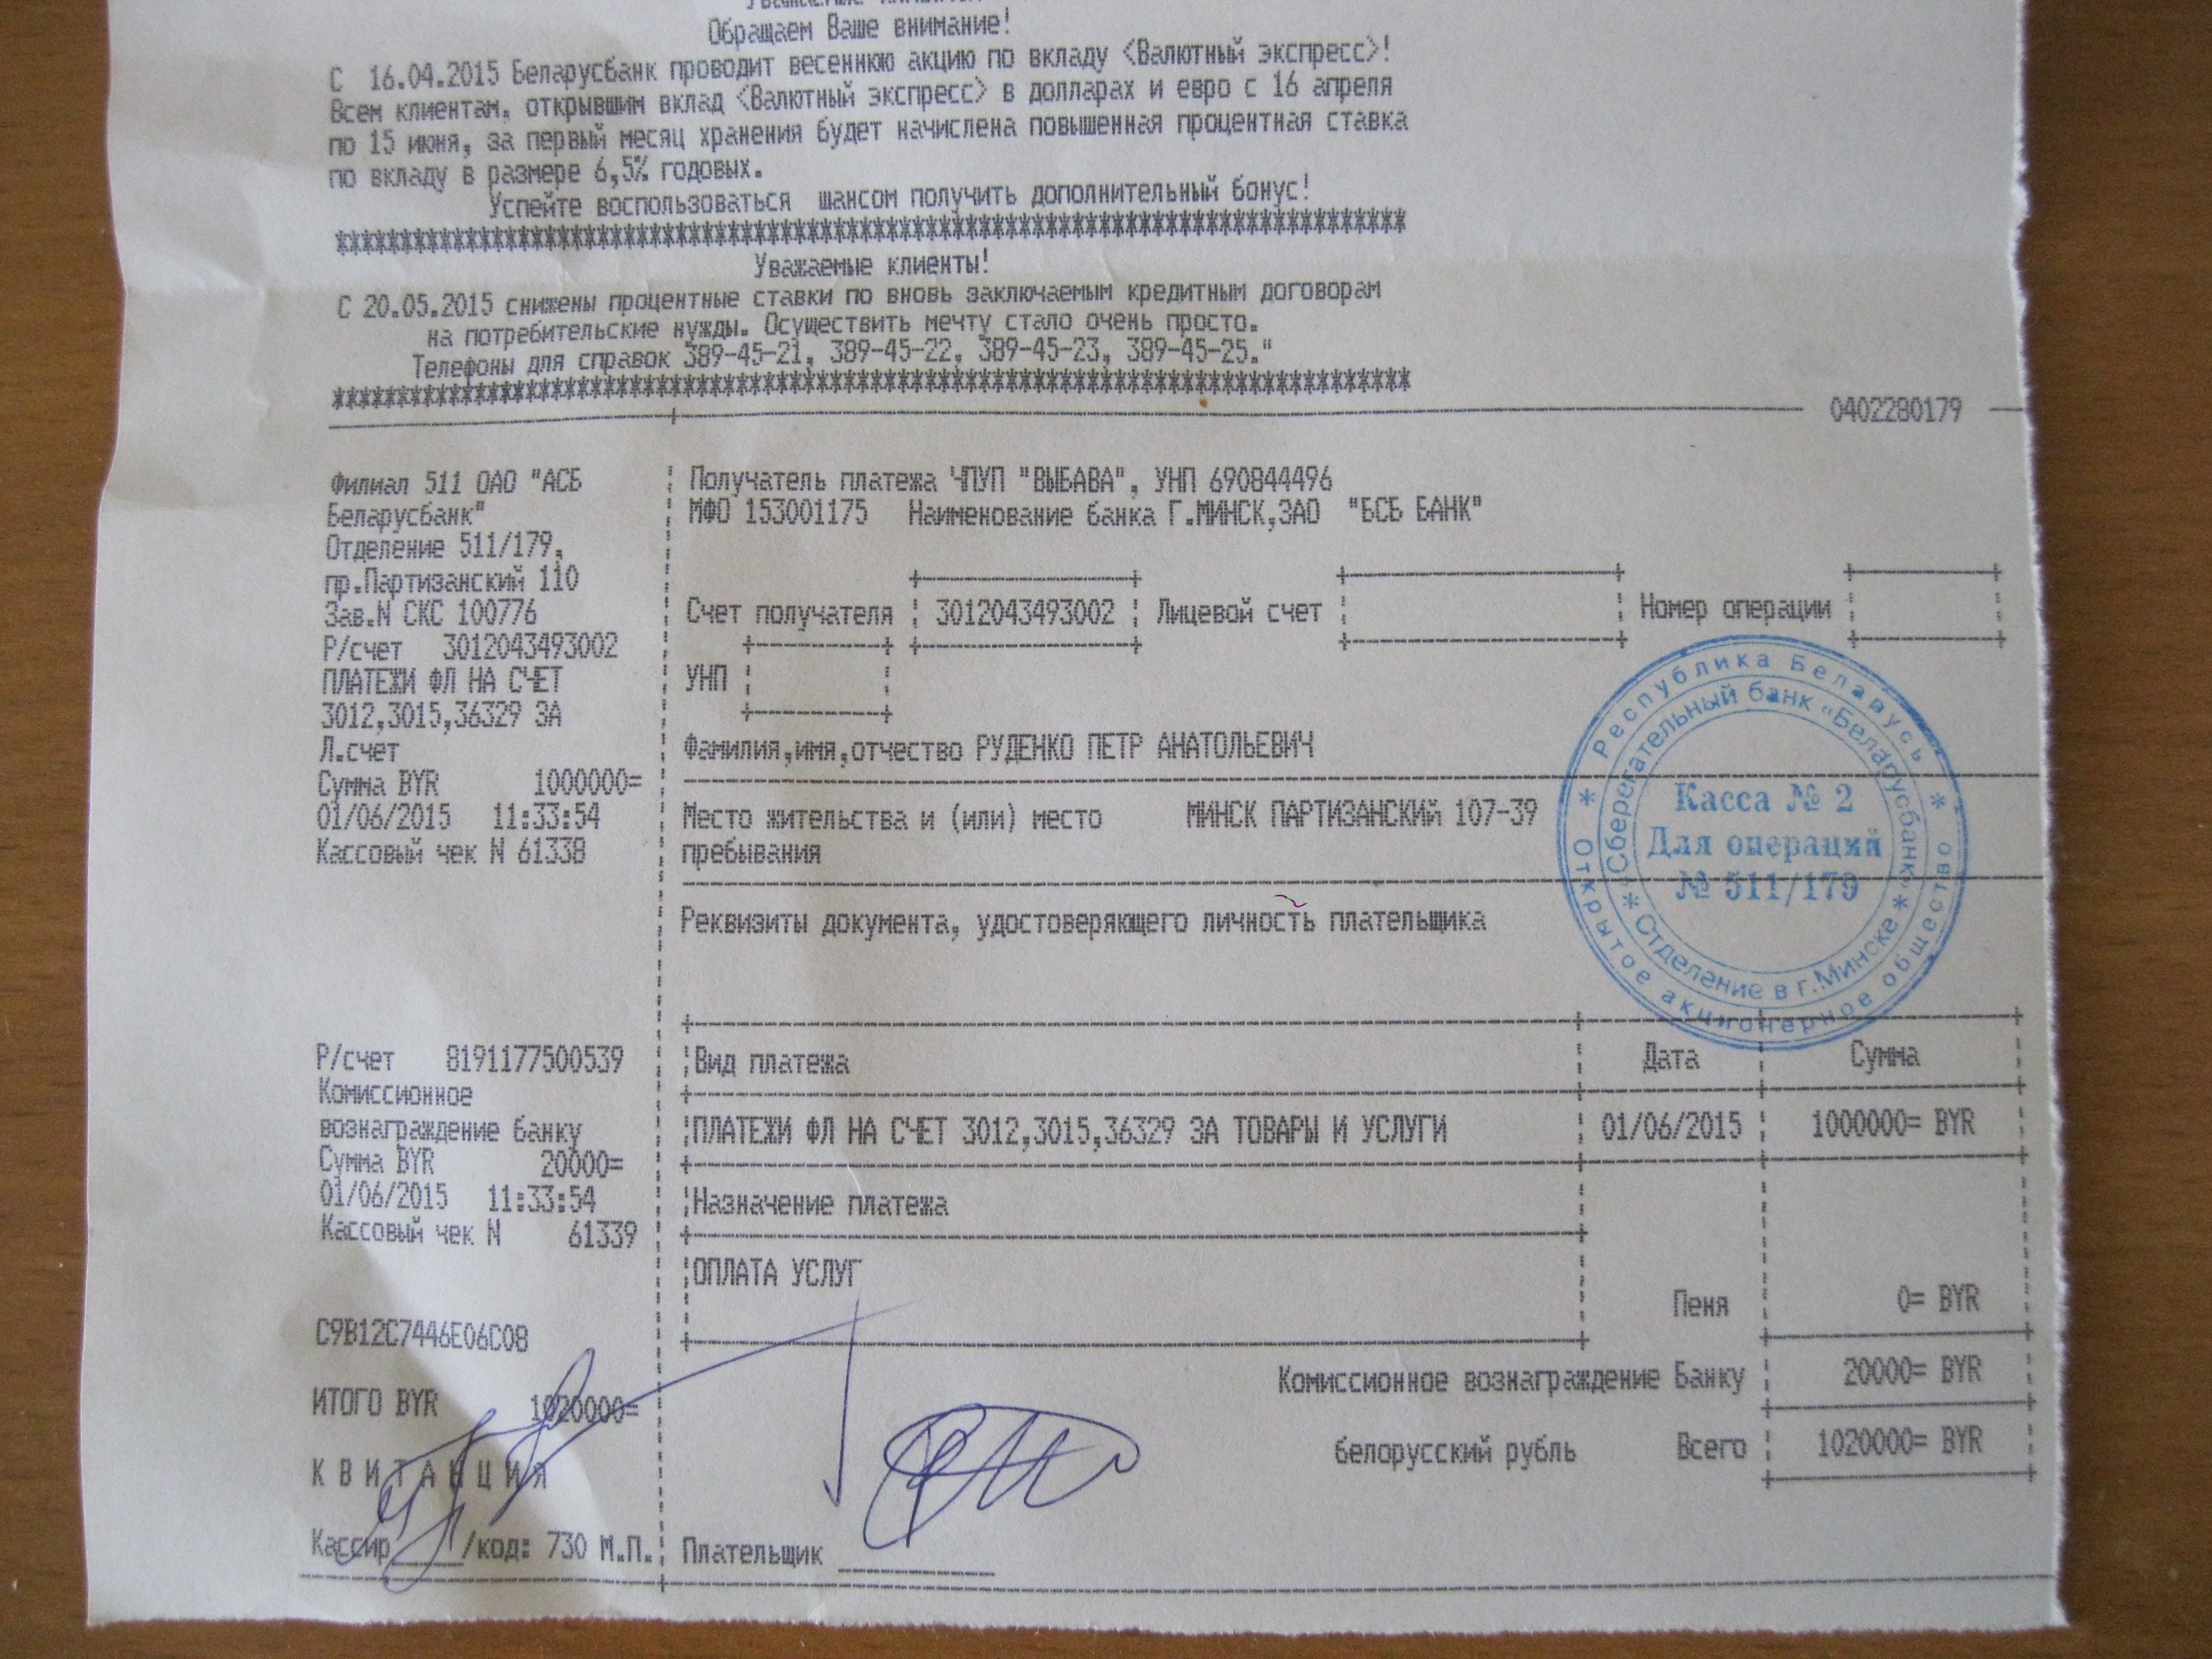 Обращаем Ваше внимание!
С 16.04.2015 Беларусбанк проводит весеннюю акцию по вкладу <Валютный экспресс>!
Всем клиентам, открывшим вклад <Валютный экспресс> в долларах и евро с 16 апреля
по 15 июня, за первый месяц хранения будет начислена повышенная процентная ставка
по вкладу в размере 6,5% годовых.
Успейте воспользоваться шансом получить дополнительный бонус!
********************************************************************************
Уважаемые клиенты!
С 20.05.2015 снижены процентные ставки по вновь заключаемым кредитным договорам
на потребительские нужды. Осуществить мечту стало очень просто.
Телефоны для справок 389-45-21, 389-45-22, 389-45-23, 389-45-25."
********************************************************************************
0402280179
Филиал 511 ОАО "АСБ
Беларусбанк"
Отделение 511/179,
пр.Партизанский 110
Зав.N СКС 100776
Р/счет 3012043493002
ПЛАТЕЖИ ФЛ НА СЧЕТ
3012,3015,36329 ЗА
Л.счет
Сумма BYR 1000000=
01/06/2015 11:33:54
Кассовый чек N 61338
Р/счет 8191177500539
Комиссионное
вознаграждение банку
Сумма BYR 20000=
01/06/2015 11:33:54
Кассовый чек N 61339
C9B12C7446E06C08
ИТОГО BYR 1020000=
К В И Т А Н Ц И Я
Кассир ____/код: 730 М.П.
Получатель платежа ЧПУП "ВЫБАВА", УНП 690844496
МФО 153001175 Наименование банка Г.МИНСК,ЗАО "БСБ БАНК"
Счет получателя 3012043493002 Лицевой счет Номер операции
УНП
Фамилия,имя,отчество РУДЕНКО ПЕТР АНАТОЛЬЕВИЧ
Место жительства и (или) место МИНСК ПАРТИЗАНСКИЙ 107-39
пребывания
Реквизиты документа, удостоверяющего личность плательщика
Вид платежа Дата Сумма
ПЛАТЕЖИ ФЛ НА СЧЕТ 3012,3015,36329 ЗА ТОВАРЫ И УСЛУГИ 01/06/2015 1000000= BYR
Назначение платежа
ОПЛАТА УСЛУГ
Пеня 0= BYR
Комиссионное вознаграждение Банку 20000= BYR
белорусский рубль Всего 1020000= BYR
Плательщик
* Республика Беларусь * Открытое акционерное общество
«Сберегательный банк «Беларусбанк»
* Отделение в г.Минске *
Касса № 2
Для операций
№ 511/179